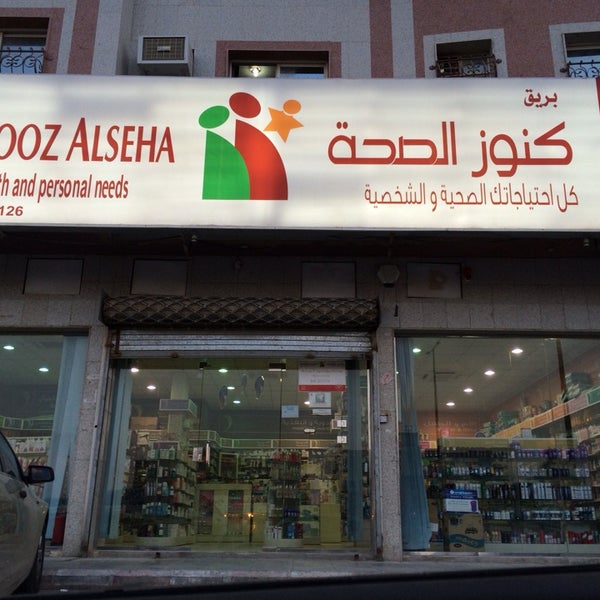 OOZ ALSEHA
th and personal needs
126
بريق
كنوز الصحة
كل احتياجاتك الصحية و الشخصية